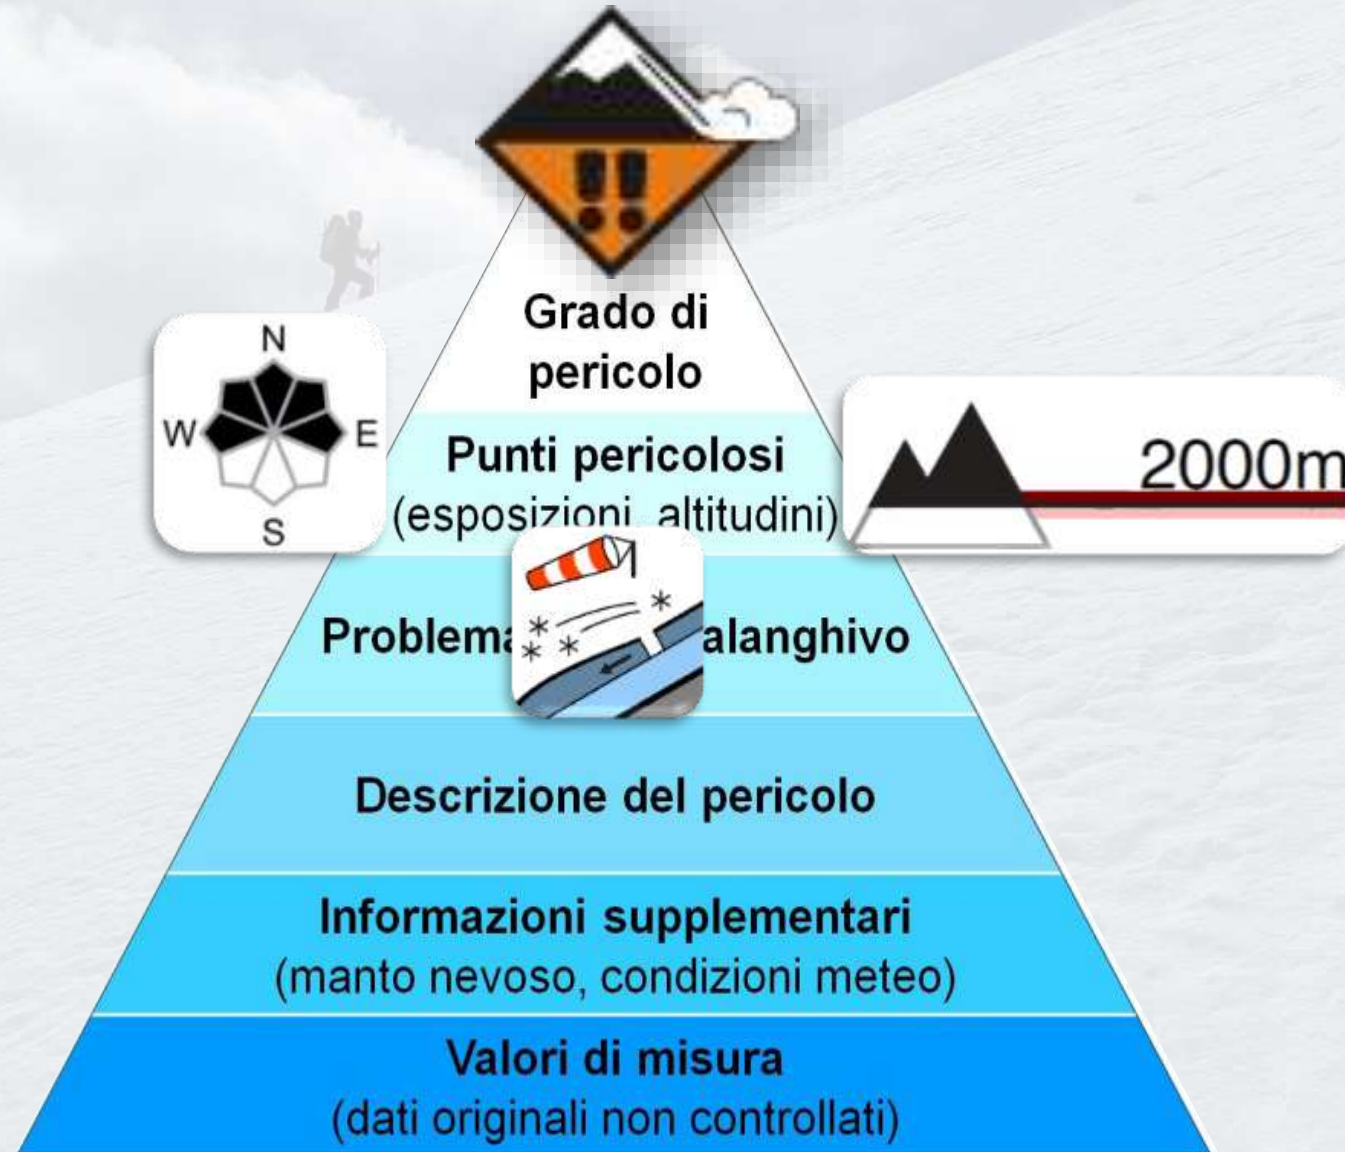 !!
Grado di
pericolo
N
W E
S
Punti pericolosi
(esposizioni, altitudini)
2000m
Problema alanghivo
Descrizione del pericolo
Informazioni supplementari
(manto nevoso, condizioni meteo)
Valori di misura
(dati originali non controllati)